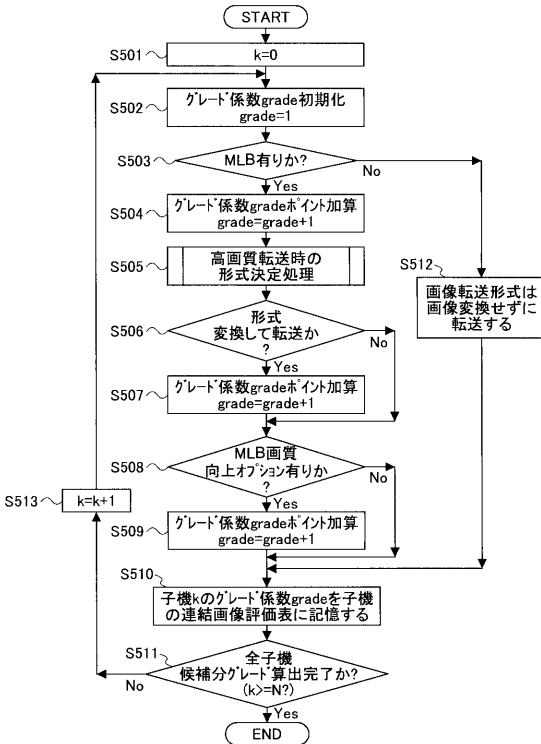 START
S501
k=0
S502
グレード係数grade初期化
grade=1
S503
MLB有りか?
No
Yes
S504
グレード係数gradeポイント加算
grade=grade+1
S505
高画質転送時の
形式決定処理
S512
画像転送形式は
画像変換せずに
転送する
S506
形式
変換して転送か
?
No
Yes
S507
グレード係数gradeポイント加算
grade=grade+1
S508
MLB画質
向上オプション有りか
?
No
Yes
S513
k=k+1
S509
グレード係数gradeポイント加算
grade=grade+1
S510
子機kのグレード係数gradeを子機
の連結画像評価表に記憶する
S511
全子機
候補分グレード算出完了か?
(k>=N?)
No
Yes
END